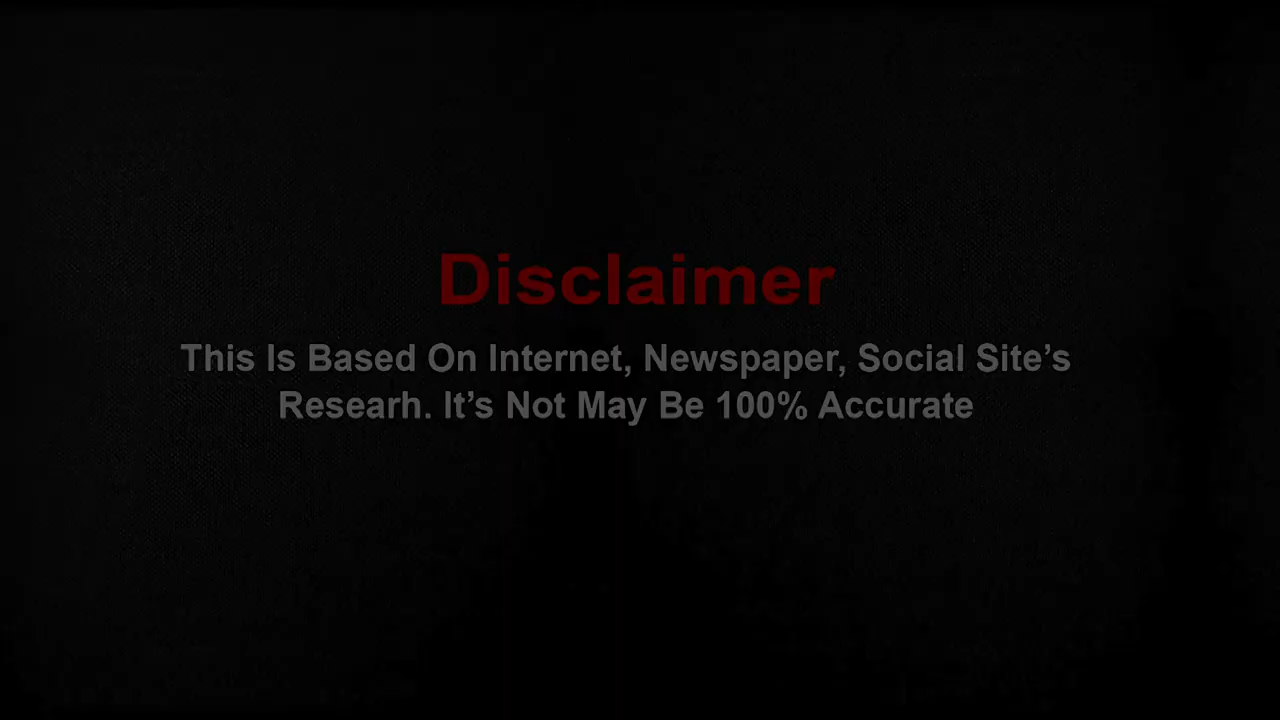 Disclaimer
This Is Based On Internet, Newspaper, Social Site’s
Researh. It’s Not May Be 100% Accurate